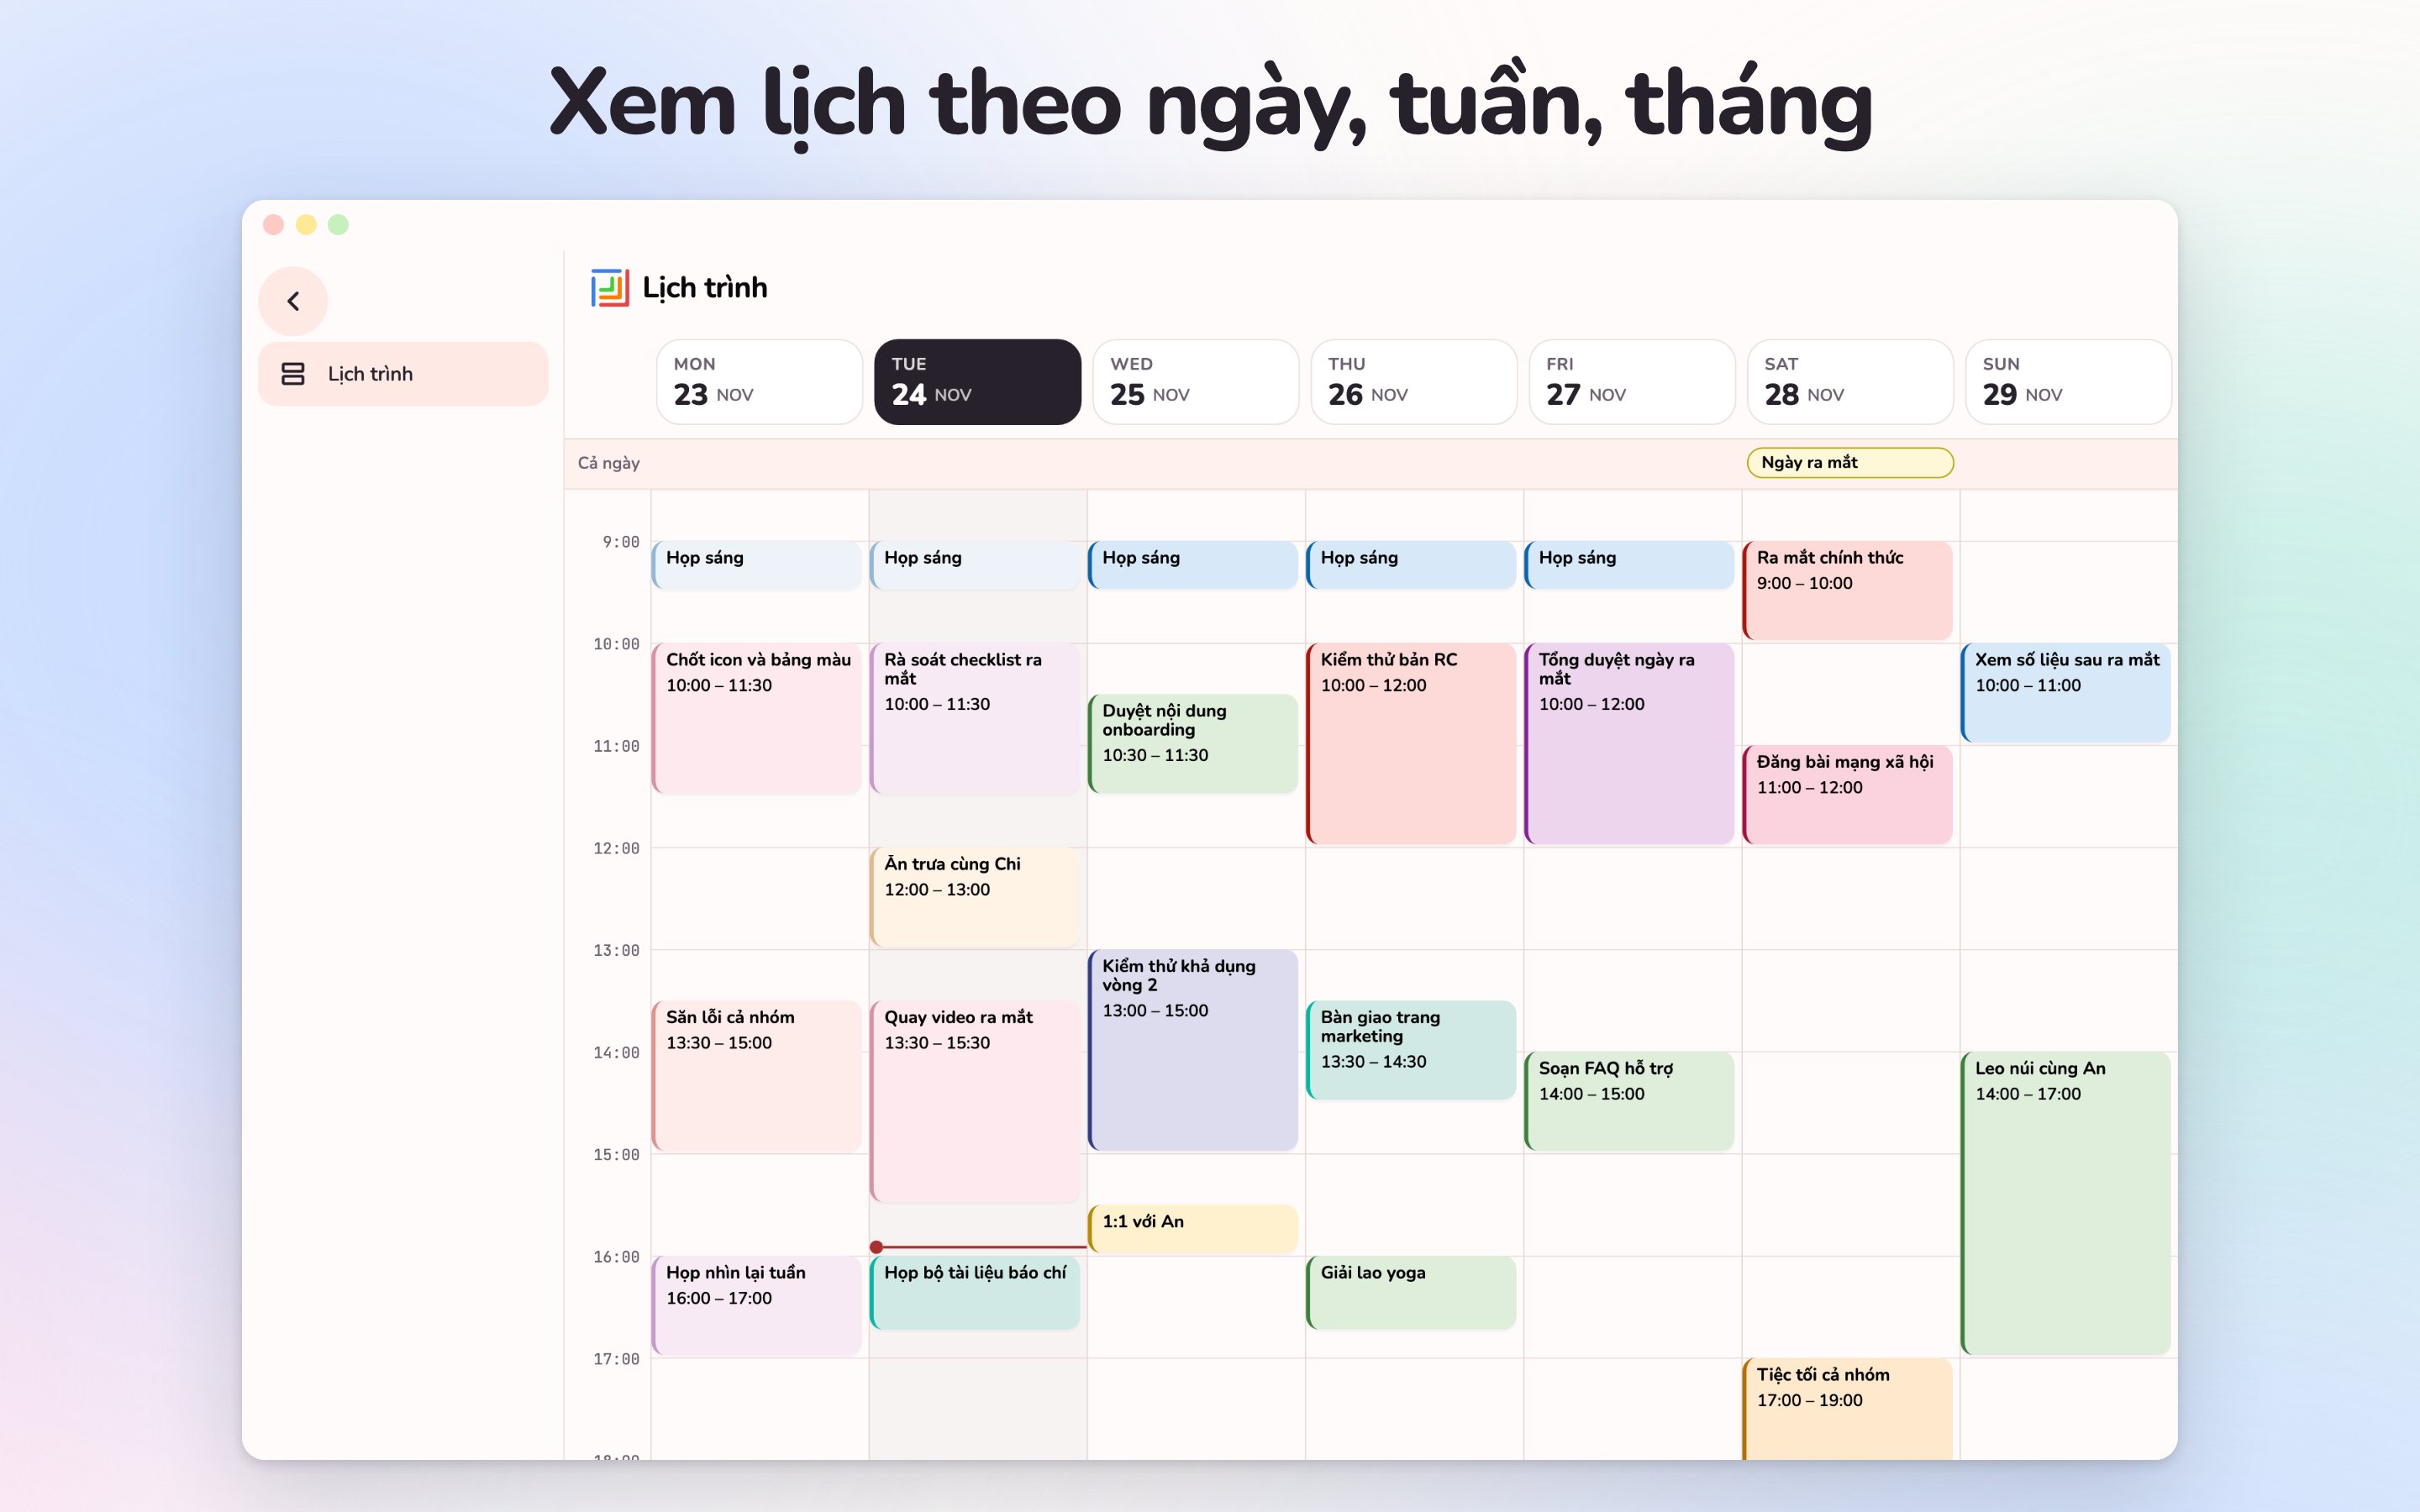 Xem lịch theo ngày, tuần, tháng
Lịch trình
Lịch trình
MON
23 NOV
TUE
24 NOV
WED
25 NOV
THU
26 NOV
FRI
27 NOV
SAT
28 NOV
SUN
29 NOV
Cả ngày
Ngày ra mắt
9:00
10:00
11:00
12:00
13:00
14:00
15:00
16:00
17:00
18:00
Họp sáng
Chốt icon và bảng màu
10:00 – 11:30
Săn lỗi cả nhóm
13:30 – 15:00
Họp nhìn lại tuần
16:00 – 17:00
Họp sáng
Rà soát checklist ra
mắt
10:00 – 11:30
Ăn trưa cùng Chi
12:00 – 13:00
Quay video ra mắt
13:30 – 15:30
Họp bộ tài liệu báo chí
Họp sáng
Duyệt nội dung
onboarding
10:30 – 11:30
Kiểm thử khả dụng
vòng 2
13:00 – 15:00
1:1 với An
Họp sáng
Kiểm thử bản RC
10:00 – 12:00
Bàn giao trang
marketing
13:30 – 14:30
Giải lao yoga
Họp sáng
Tổng duyệt ngày ra
mắt
10:00 – 12:00
Soạn FAQ hỗ trợ
14:00 – 15:00
Ra mắt chính thức
9:00 – 10:00
Đăng bài mạng xã hội
11:00 – 12:00
Tiệc tối cả nhóm
17:00 – 19:00
Xem số liệu sau ra mắt
10:00 – 11:00
Leo núi cùng An
14:00 – 17:00